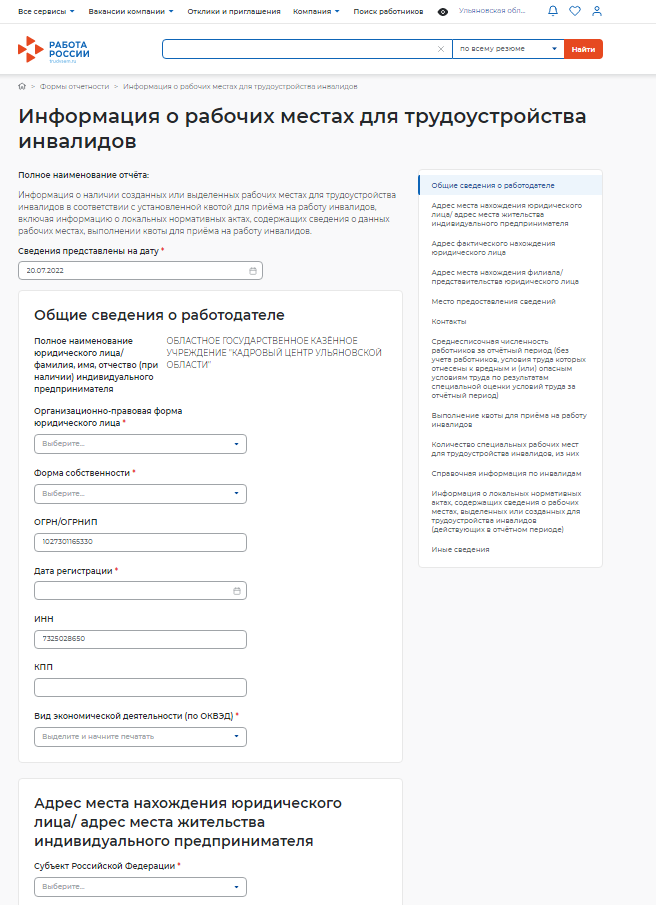 Все сервисы
Вакансии компании
Отклики и приглашения
Компания
Поиск работников
Ульяновская обл...
РАБОТА
РОССИИ
trudvsem.ru
по всему резюме
Найти
> Формы отчетности > Информация о рабочих местах для трудоустройства инвалидов
Информация о рабочих местах для трудоустройства
инвалидов
Полное наименование отчёта:
Информация о наличии созданных или выделенных рабочих местах для трудоустройства
инвалидов в соответствии с установленной квотой для приёма на работу инвалидов,
включая информацию о локальных нормативных актах, содержащих сведения о данных
рабочих местах, выполнении квоты для приёма на работу инвалидов.
Сведения представлены на дату *
20.07.2022
Общие сведения о работодателе
Полное наименование
юридического лица/
фамилия, имя, отчество (при
наличии) индивидуального
предпринимателя
ОБЛАСТНОЕ ГОСУДАРСТВЕННОЕ КАЗЁННОЕ
УЧРЕЖДЕНИЕ "КАДРОВЫЙ ЦЕНТР УЛЬЯНОВСКОЙ
ОБЛАСТИ"
Организационно-правовая форма
юридического лица *
Выберите...
Форма собственности *
Выберите...
ОГРН/ОГРНИП
1027301165330
Дата регистрации *
ИНН
7325028650
КПП
Вид экономической деятельности (по ОКВЭД) *
Выделите и начните печатать
Адрес места нахождения юридического
лица/ адрес места жительства
индивидуального предпринимателя
Субъект Российской Федерации *
Выберите...
Общие сведения о работодателе
Адрес места нахождения юридического
лица/ адрес места жительства
индивидуального предпринимателя
Адрес фактического нахождения
юридического лица
Адрес места нахождения филиала/
представительства юридического лица
Место предоставления сведений
Контакты
Среднесписочная численность
работников за отчётный период (без
учета работников, условия труда которых
отнесены к вредным и (или) опасным
условиям труда по результатам
специальной оценки условий труда за
отчётный период)
Выполнение квоты для приёма на работу
инвалидов
Количество специальных рабочих мест
для трудоустройства инвалидов, из них
Справочная информация по инвалидам
Информация о локальных нормативных
актах, содержащих сведения о рабочих
местах, выделенных или созданных для
трудоустройства инвалидов
(действующих в отчётном периоде)
Иные сведения